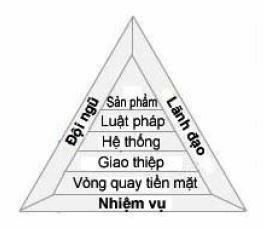 Đội ngũ
Lãnh đạo
Sản phẩm
Luật pháp
Hệ thống
Giao thiệp
Vòng quay tiền mặt
Nhiệm vụ